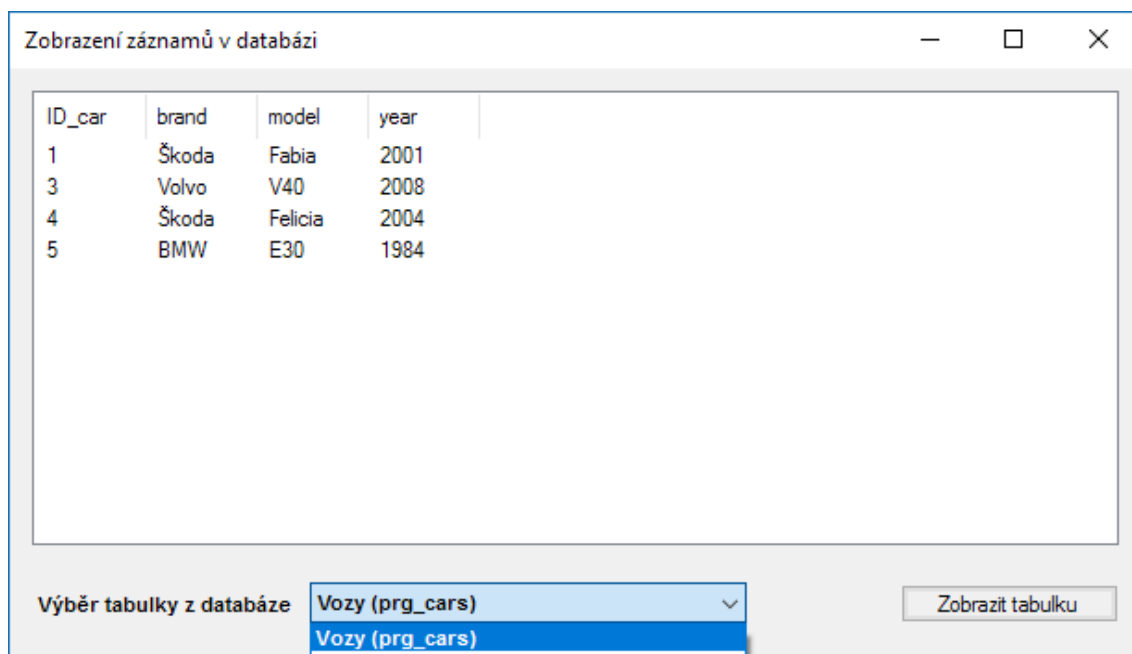 Zobrazení záznamů v databázi
ID_car brand model year
1 Škoda Fabia 2001
3 Volvo V40 2008
4 Škoda Felicia 2004
5 BMW E30 1984
Výběr tabulky z databáze Vozy (prg_cars) Zobrazit tabulku
Vozy (prg_cars)